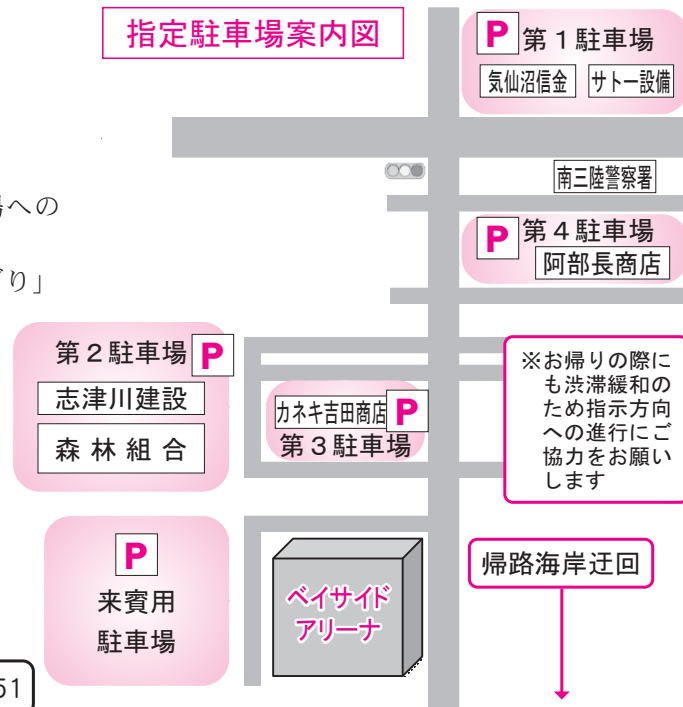 指定駐車場案内図
P 第1駐車場
気仙沼信金 サトー設備
南三陸警察署
場への
P 第4駐車場
阿部長商店
どり」
第2駐車場 P
志津川建設
森林組合
カネキ吉田商店 P
第3駐車場
※お帰りの際に
も渋滞緩和の
ため指示方向
への進行にご
協力をお願い
します
P
来賓用
駐車場
ベイサイド
アリーナ
帰路海岸迂回
51